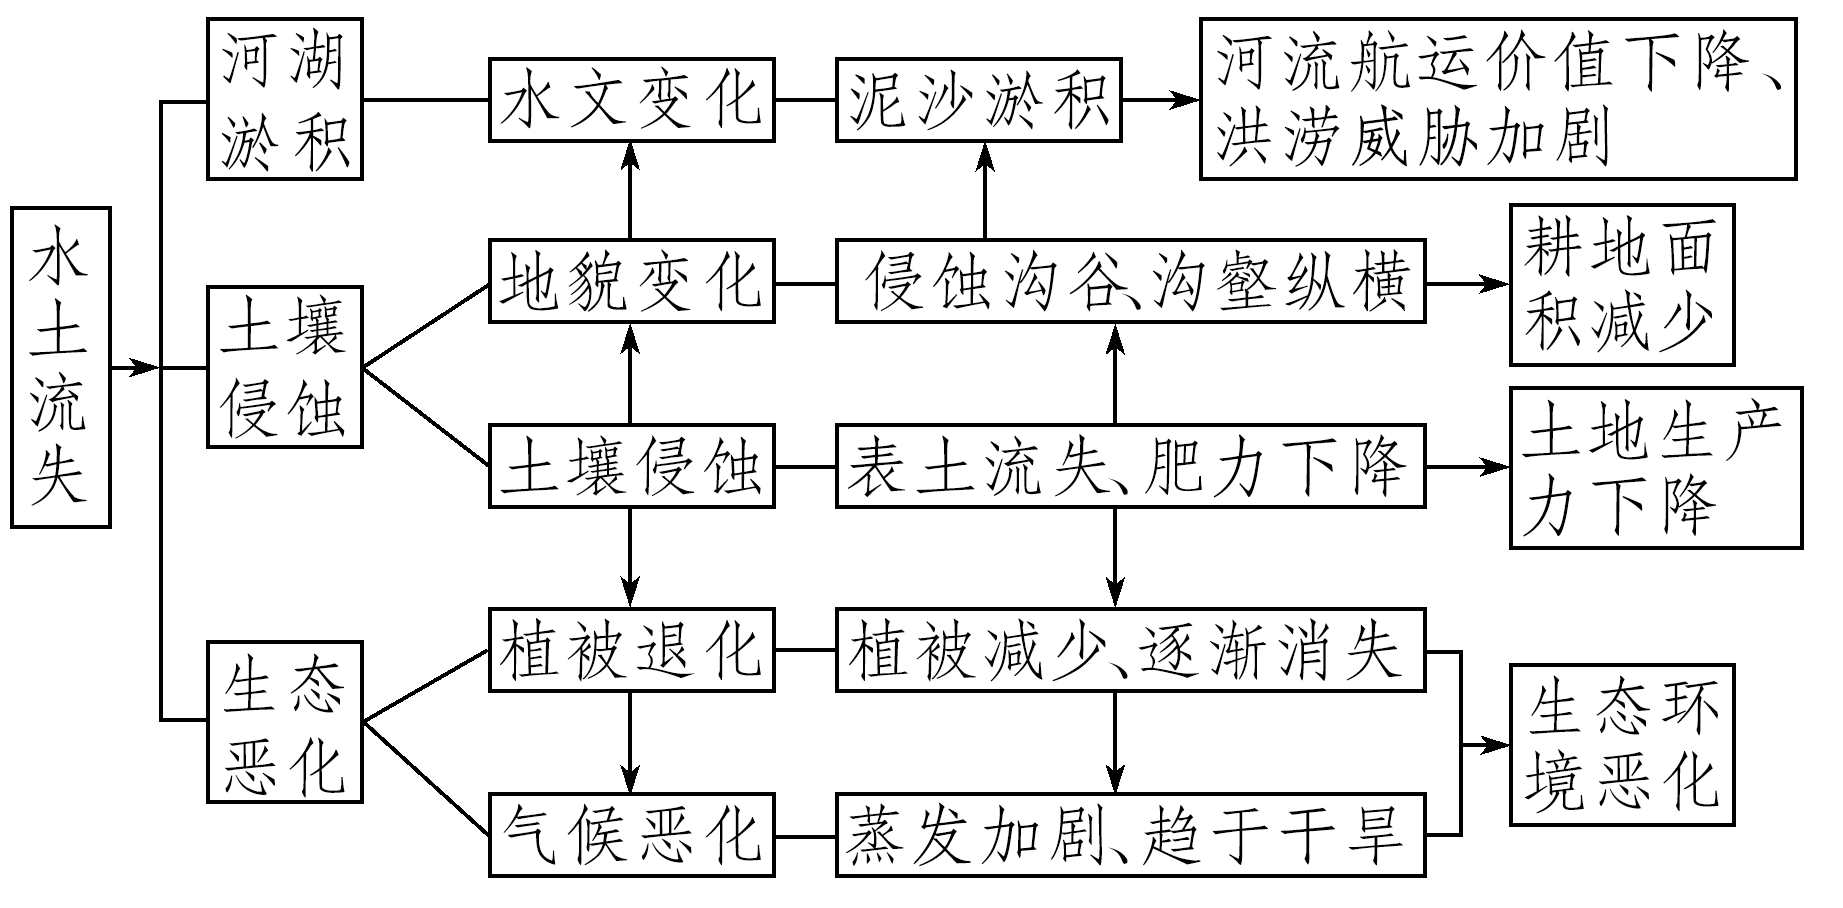 水土流失
河湖
淤积
水文变化
泥沙淤积
河流航运价值下降、
洪涝威胁加剧
土壤
侵蚀
地貌变化
侵蚀沟谷、沟壑纵横
耕地面
积减少
土壤侵蚀
表土流失、肥力下降
土地生产
力下降
生态
恶化
植被退化
植被减少、逐渐消失
气候恶化
蒸发加剧、趋于干旱
生态环
境恶化